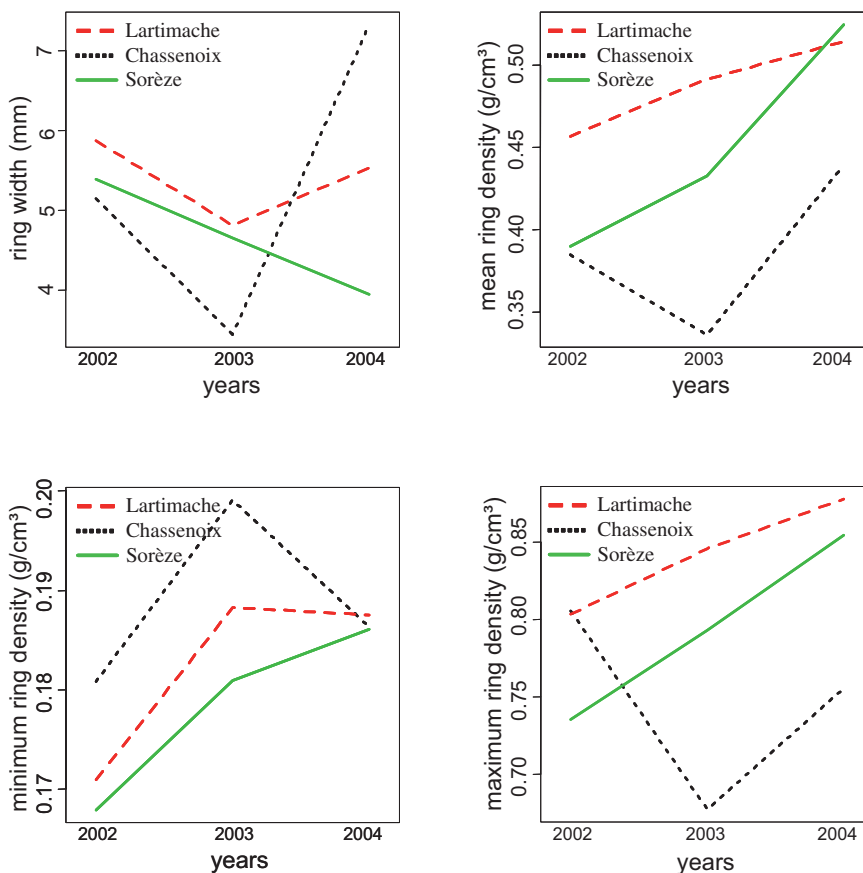 Lartimache
Chassenoix
Sorèze
7
6
5
4
ring width (mm)
2002 2003 2004
years
Lartimache
Chassenoix
Sorèze
0.50
0.45
0.40
0.35
mean ring density (g/cm³)
2002 2003 2004
years
Lartimache
Chassenoix
Sorèze
0.20
0.19
0.18
0.17
minimum ring density (g/cm³)
2002 2003 2004
years
Lartimache
Chassenoix
Sorèze
0.85
0.80
0.75
0.70
maximum ring density (g/cm³)
2002 2003 2004
years